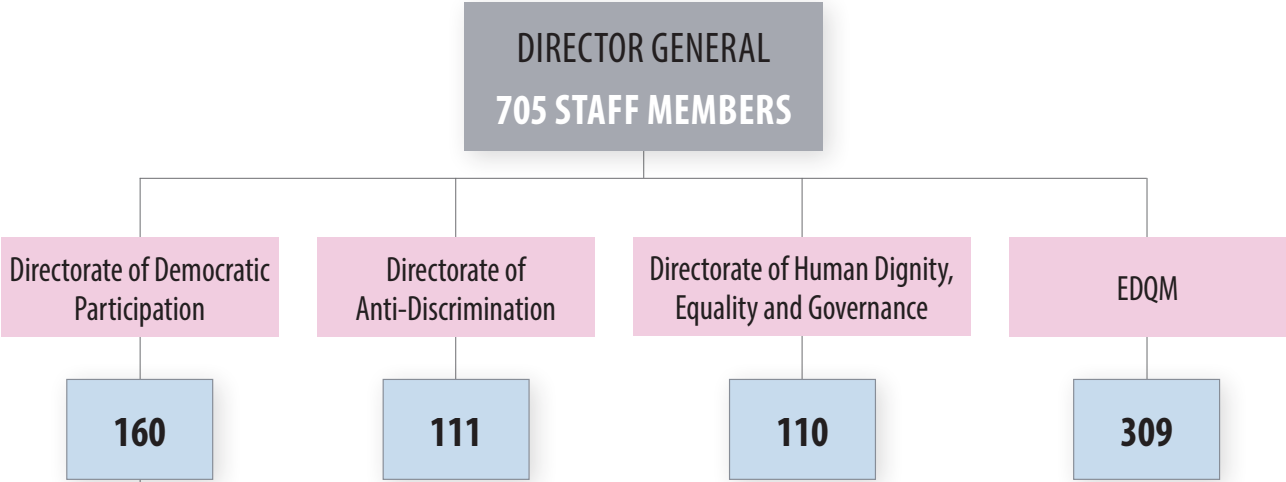 DIRECTOR GENERAL
705 STAFF MEMBERS
Directorate of Democratic
Participation
Directorate of
Anti-Discrimination
Directorate of Human Dignity,
Equality and Governance
EDQM
160
111
110
309